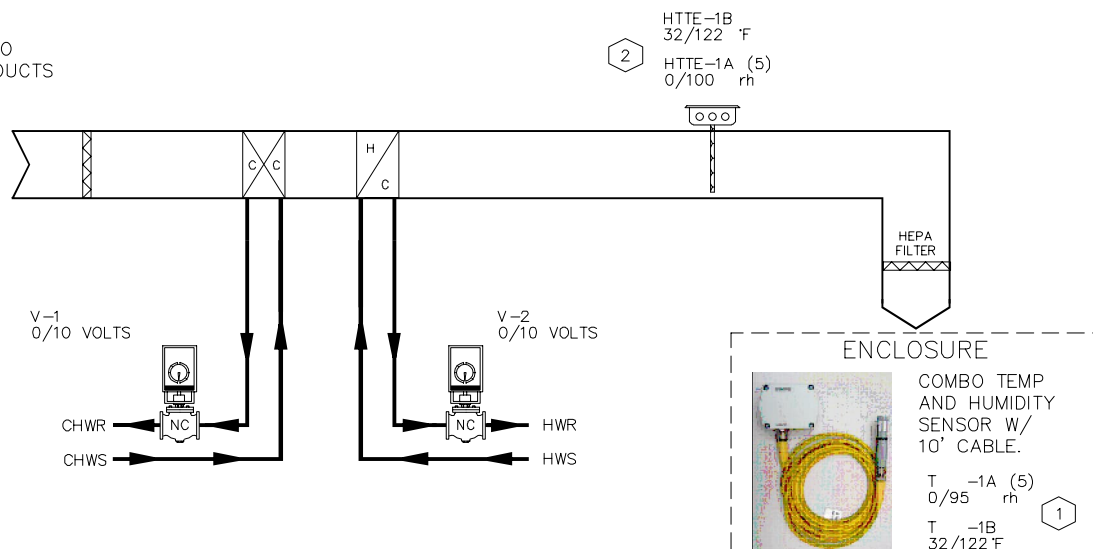 HTTE-1B
32/122 °F
2
HTTE-1A (5)
0/100 rh
O
DUCTS
C C
H
C
HEPA
FILTER
V-1
0/10 VOLTS
V-2
0/10 VOLTS
ENCLOSURE
COMBO TEMP
AND HUMIDITY
SENSOR W/
10' CABLE.
CHWR
NC
NC
HWR
CHWS
HWS
T -1A (5)
0/95 rh
1
T -1B
32/122°F